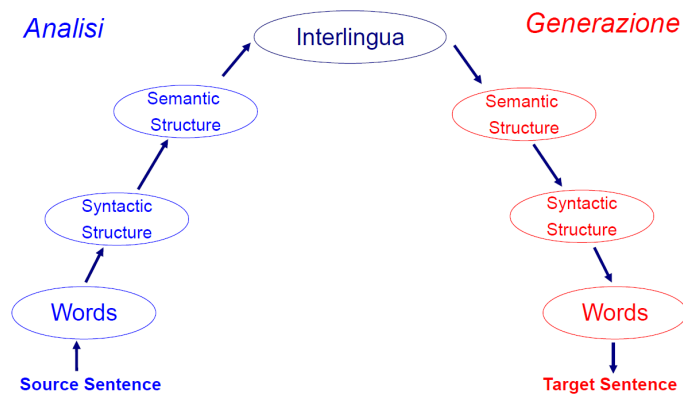 Analisi
Interlingua
Generazione
Semantic
Structure
Semantic
Structure
Syntactic
Structure
Syntactic
Structure
Words
Words
Source Sentence
Target Sentence